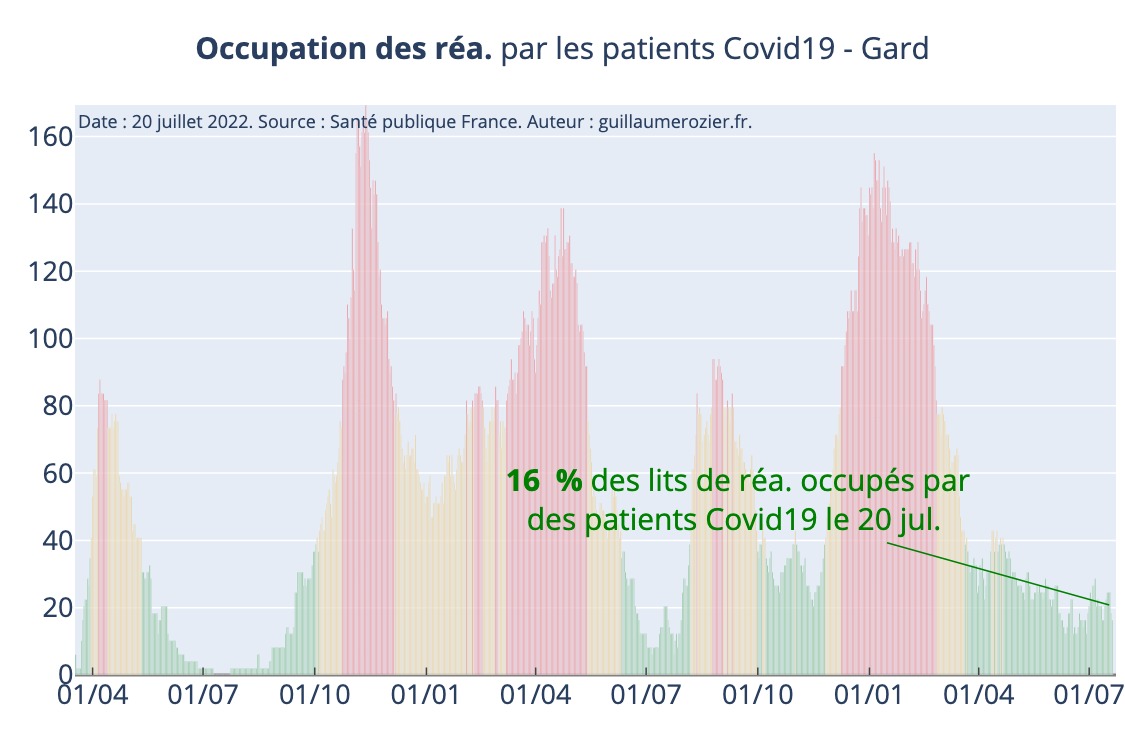 Occupation des réa. par les patients Covid19 - Gard
Date : 20 juillet 2022. Source : Santé publique France. Auteur : guillaumerozier.fr.
160
140
120
100
80
60
40
20
0
16 % des lits de réa. occupés par
des patients Covid19 le 20 jul.
01/04 01/07 01/10 01/01 01/04 01/07 01/10 01/01 01/04 01/07